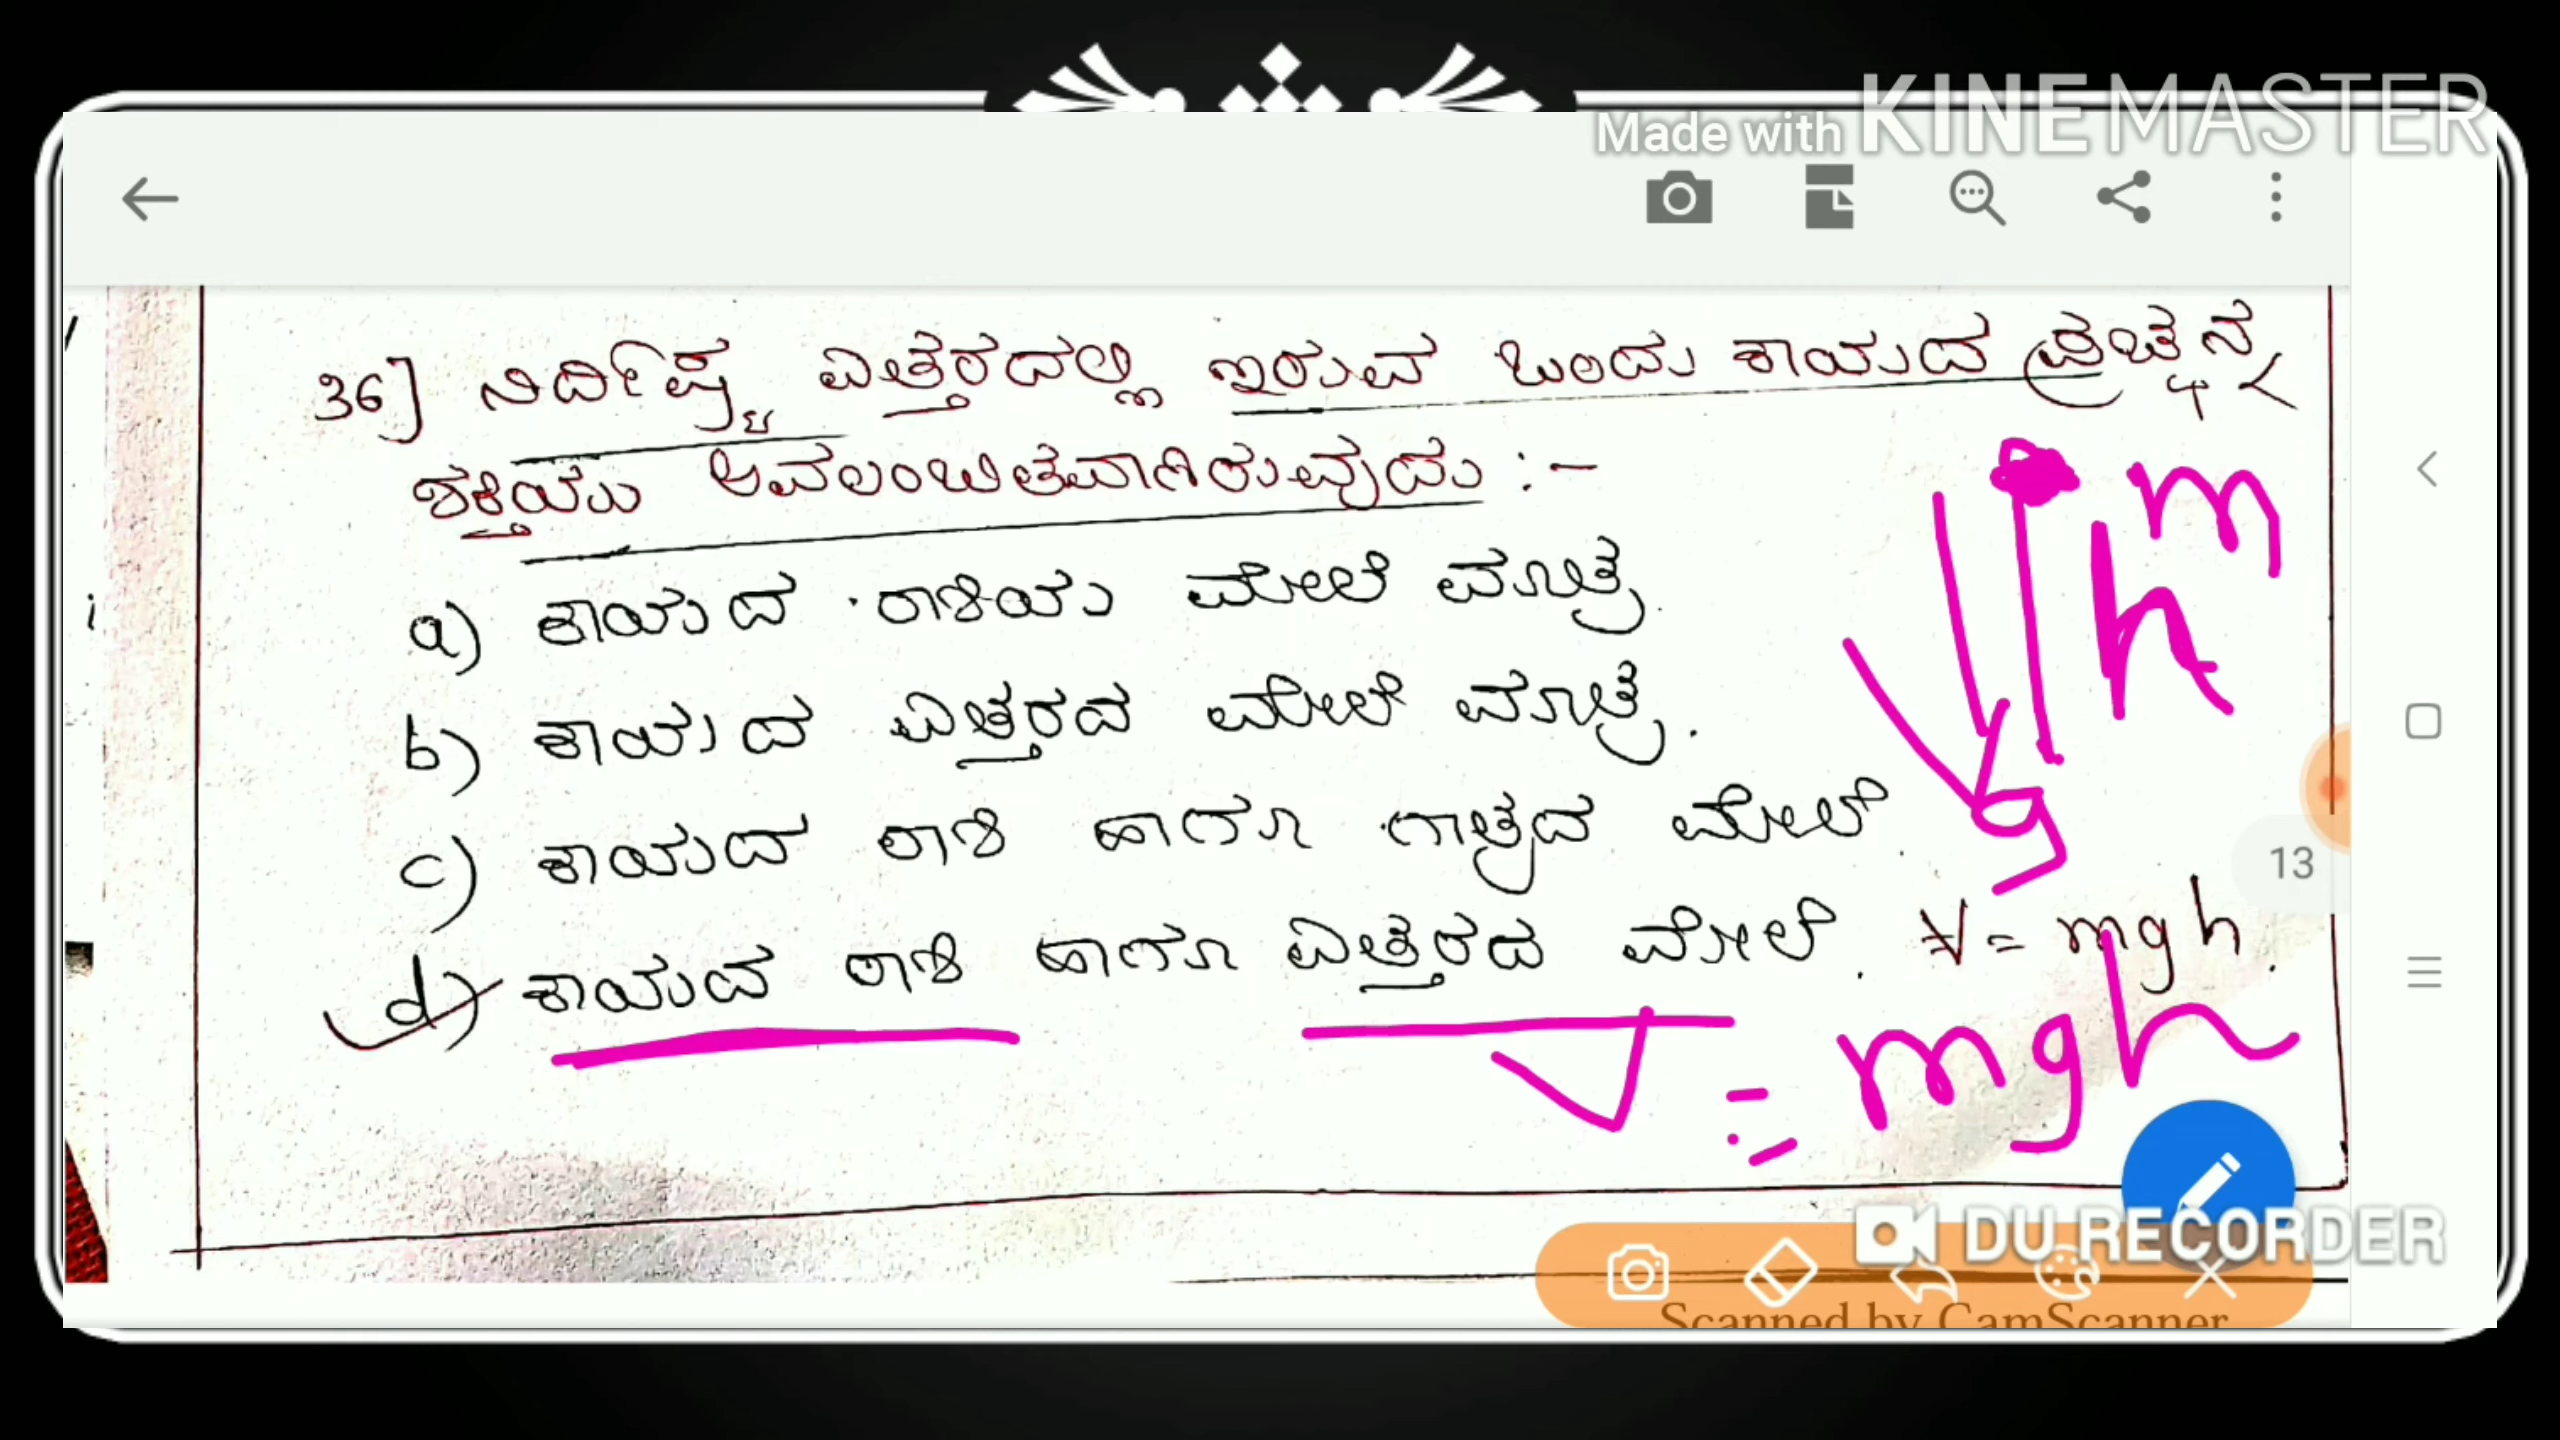 Made with KINEMASTER
36] ನಿರ್ದಿಷ್ಟ ಎತ್ತರದಲ್ಲಿ ಇರುವ ಒಂದು ಕಾಯದ ಪ್ರಚ್ಛನ್ನ
ಶಕ್ತಿಯು ಅವಲಂಬಿತವಾಗಿರುವುದು :-
m
h
a) ಕಾಯದ ರಾಶಿಯ ಮೇಲೆ ಮಾತ್ರ.
b) ಕಾಯದ ಎತ್ತರದ ಮೇಲೆ ಮಾತ್ರ.
g
c) ಕಾಯದ ರಾಶಿ ಹಾಗೂ ಗಾತ್ರದ ಮೇಲೆ.
13
d) ಕಾಯದ ರಾಶಿ ಹಾಗೂ ಎತ್ತರದ ಮೇಲೆ. V = mgh.
V = mgh
DU RECORDER
Scanned by CamScanner